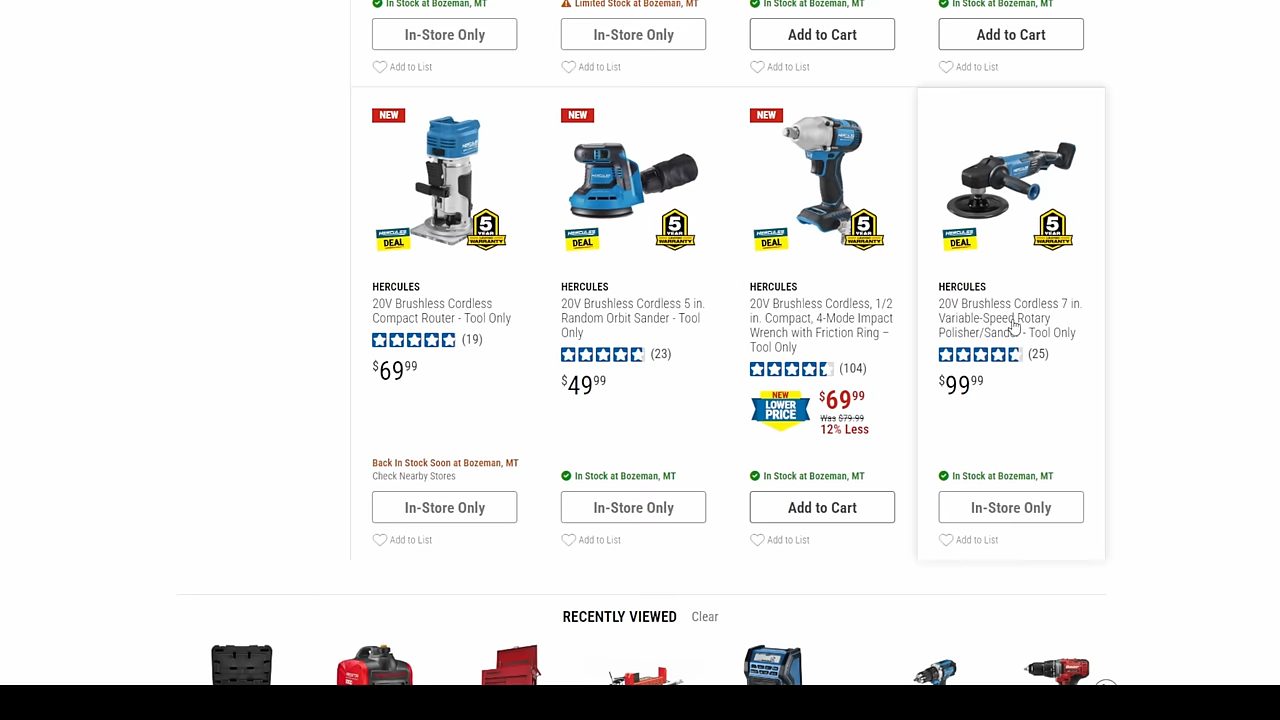 In Stock at Bozeman, MT
Limited Stock at Bozeman, MT
In Stock at Bozeman, MT
In Stock at Bozeman, MT
In-Store Only
In-Store Only
Add to Cart
Add to Cart
Add to List
Add to List
Add to List
Add to List
NEW
HERCULES
DEAL
5
YEAR
WARRANTY
HERCULES
20V Brushless Cordless
Compact Router - Tool Only
(19)
$69.99
Back In Stock Soon at Bozeman, MT
Check Nearby Stores
In-Store Only
Add to List
NEW
HERCULES
DEAL
5
YEAR
WARRANTY
HERCULES
20V Brushless Cordless 5 in.
Random Orbit Sander - Tool
Only
(23)
$49.99
In Stock at Bozeman, MT
In-Store Only
Add to List
NEW
HERCULES
DEAL
5
YEAR
WARRANTY
HERCULES
20V Brushless Cordless, 1/2
in. Compact, 4-Mode Impact
Wrench with Friction Ring –
Tool Only
(104)
NEW
LOWER
PRICE
$69.99
Was $79.99
12% Less
In Stock at Bozeman, MT
Add to Cart
Add to List
HERCULES
DEAL
5
YEAR
WARRANTY
HERCULES
20V Brushless Cordless 7 in.
Variable-Speed Rotary
Polisher/Sander - Tool Only
(25)
$99.99
In Stock at Bozeman, MT
In-Store Only
Add to List
RECENTLY VIEWED Clear